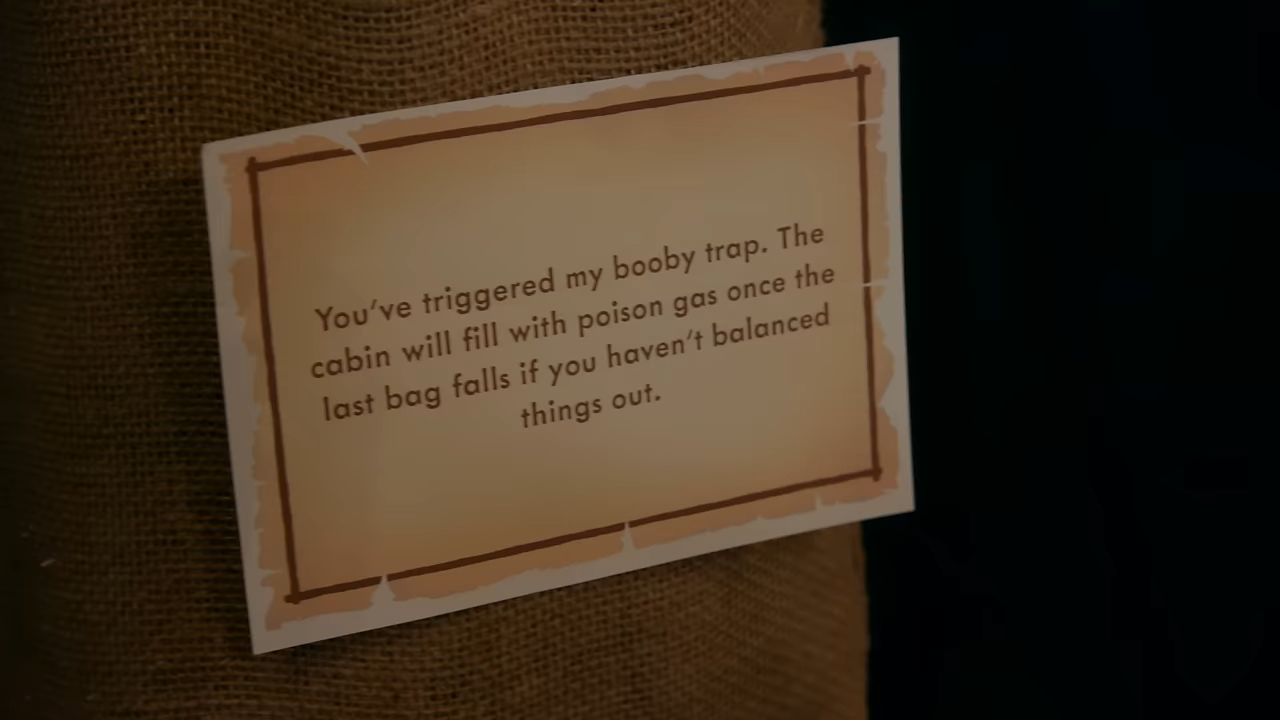 You've triggered my booby trap. The
cabin will fill with poison gas once the
last bag falls if you haven't balanced
things out.